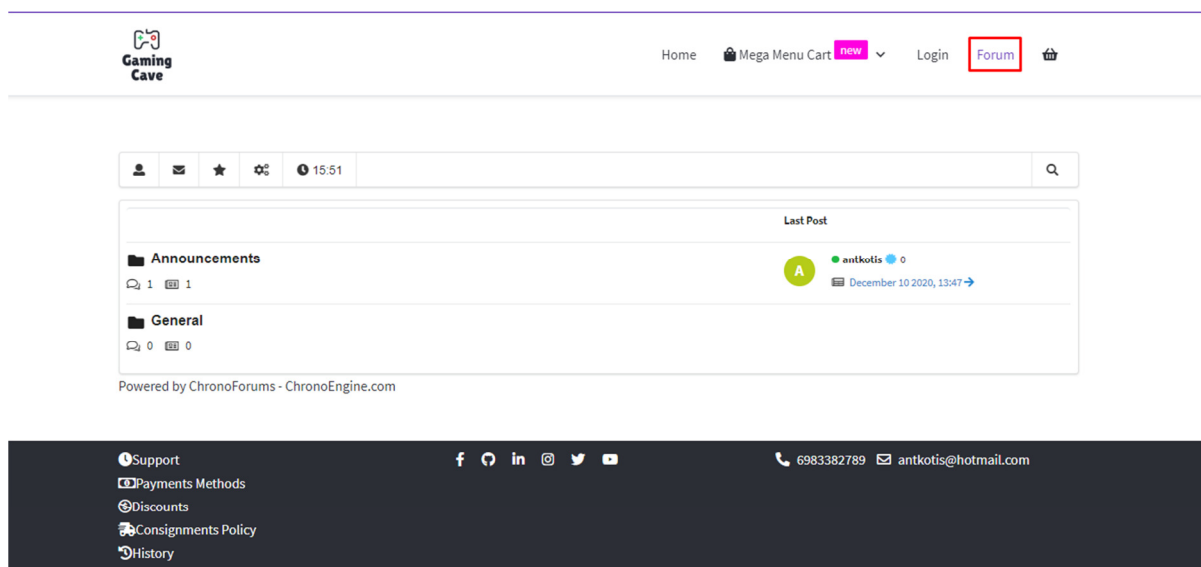 Gaming
Cave
Home Mega Menu Cart new Login Forum
15:51
Last Post
Announcements
A antkotis 0
1 1
December 10 2020, 13:47
General
0 0
Powered by ChronoForums - ChronoEngine.com
Support
6983382789 antkotis@hotmail.com
Payments Methods
Discounts
Consignments Policy
History